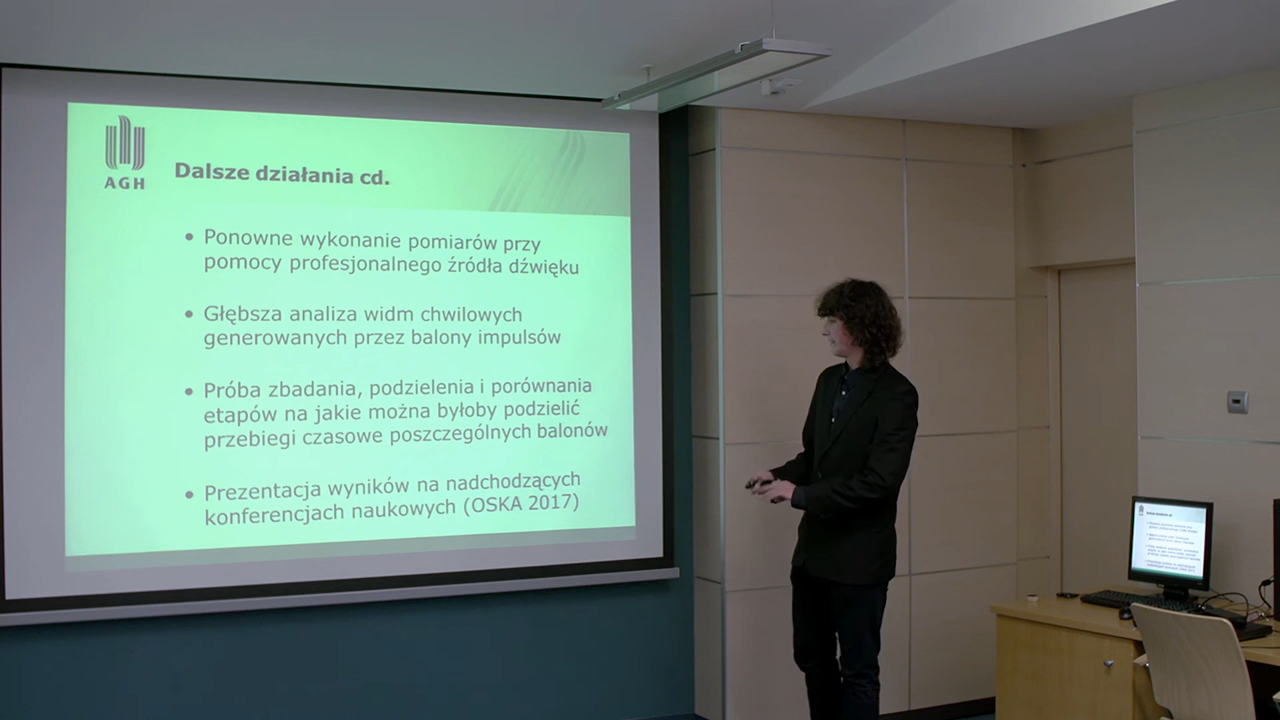 AGH
Dalsze działania cd.
• Ponowne wykonanie pomiarów przy
pomocy profesjonalnego źródła dźwięku
• Głębsza analiza widm chwilowych
generowanych przez balony impulsów
• Próba zbadania, podzielenia i porównania
etapów na jakie można byłoby podzielić
przebiegi czasowe poszczególnych balonów
• Prezentacja wyników na nadchodzących
konferencjach naukowych (OSKA 2017)